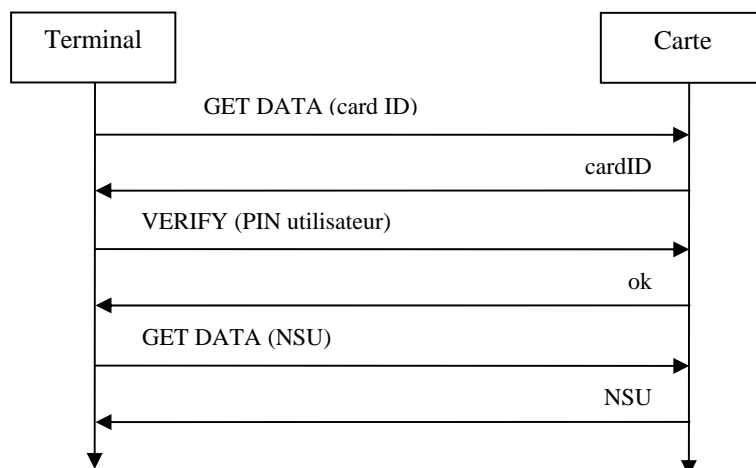 Terminal
Carte
GET DATA (card ID)
cardID
VERIFY (PIN utilisateur)
ok
GET DATA (NSU)
NSU